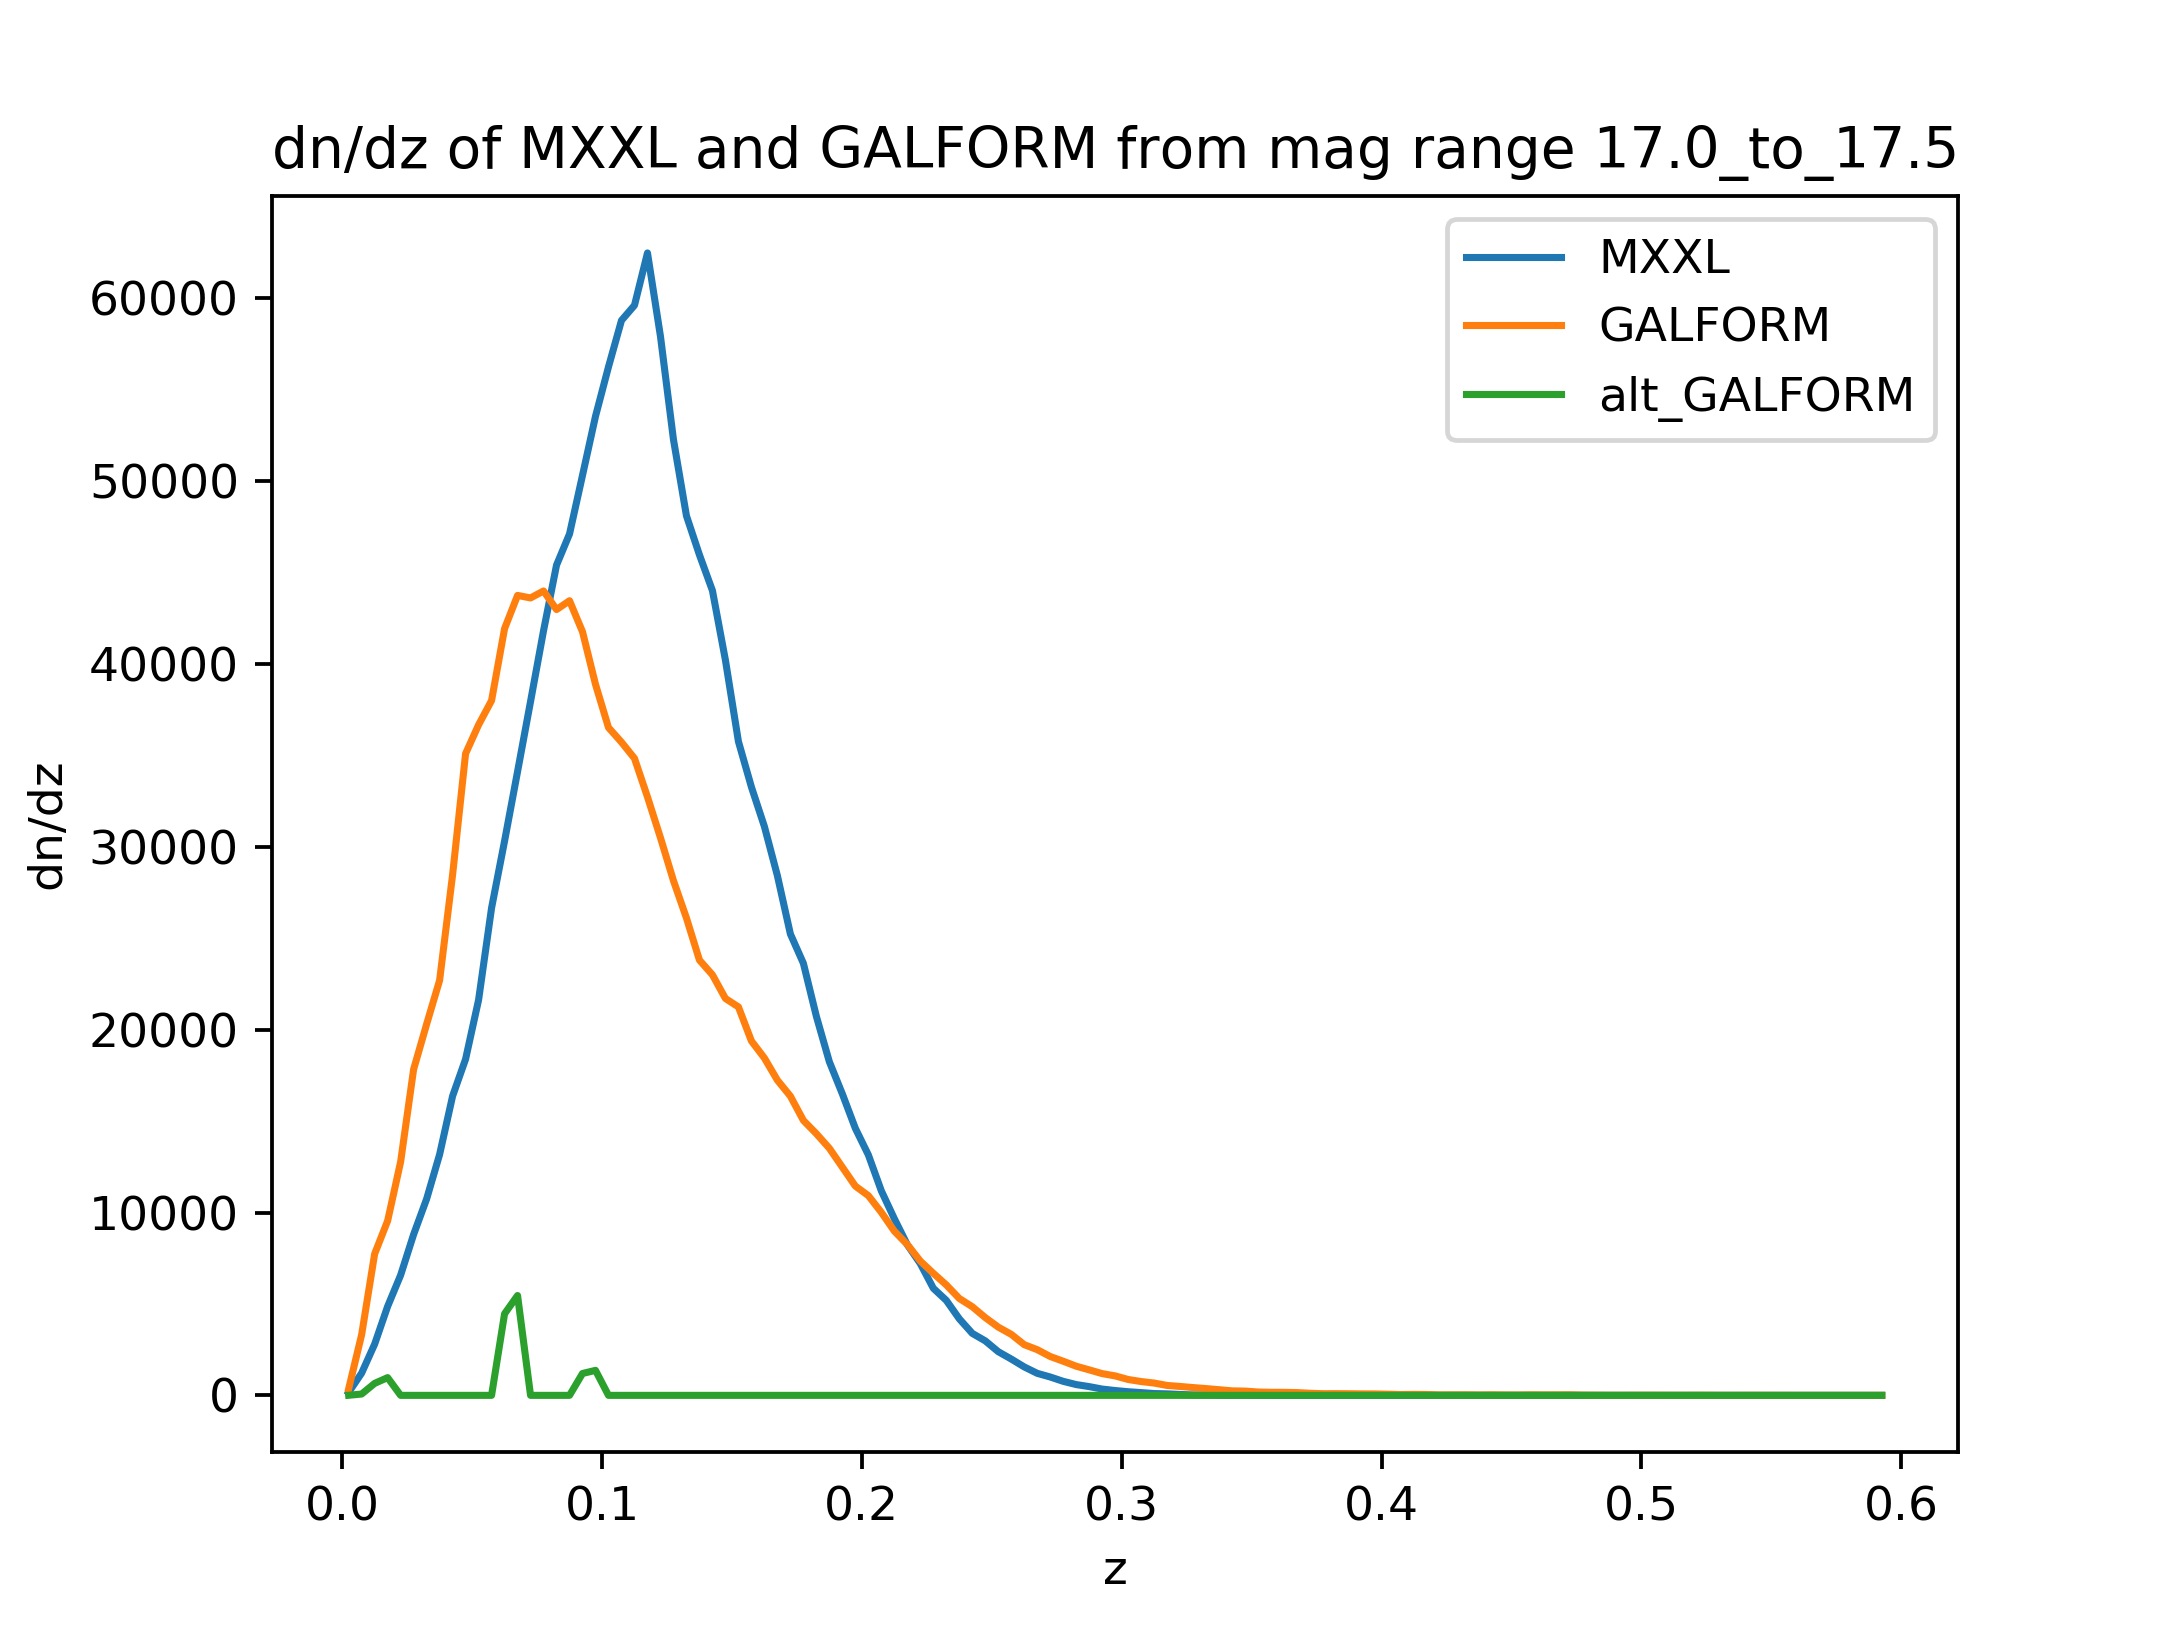 dn/dz of MXXL and GALFORM from mag range 17.0_to_17.5
MXXL
GALFORM
alt_GALFORM
60000
50000
40000
30000
20000
10000
0
dn/dz
0.0 0.1 0.2 0.3 0.4 0.5 0.6
z